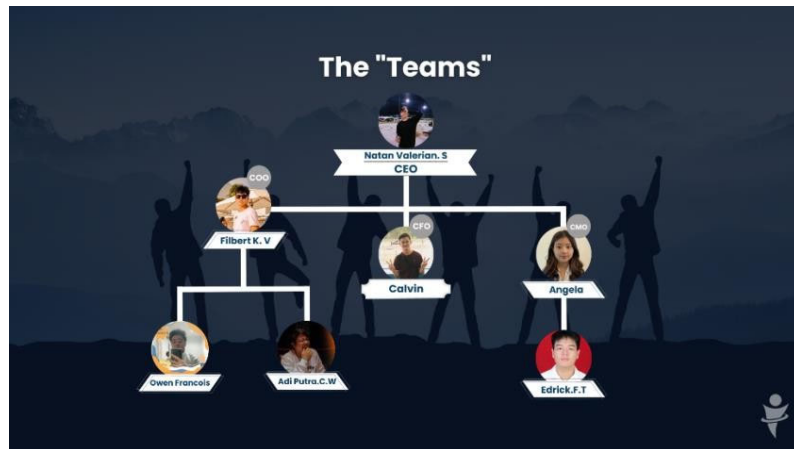 The "Teams"
Natan Valerian. S
CEO
COO
Filbert K. V
CFO
Calvin
CMO
Angela
Owen Francois
Adi Putra.C.W
Edrick.F.T